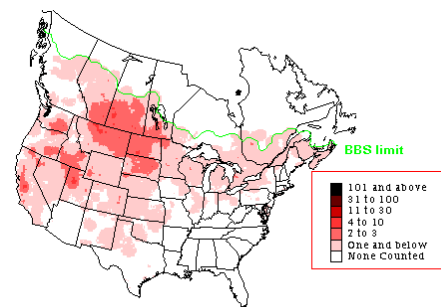 BBS limit
101 and above
31 to 100
11 to 30
4 to 10
2 to 3
One and below
None Counted